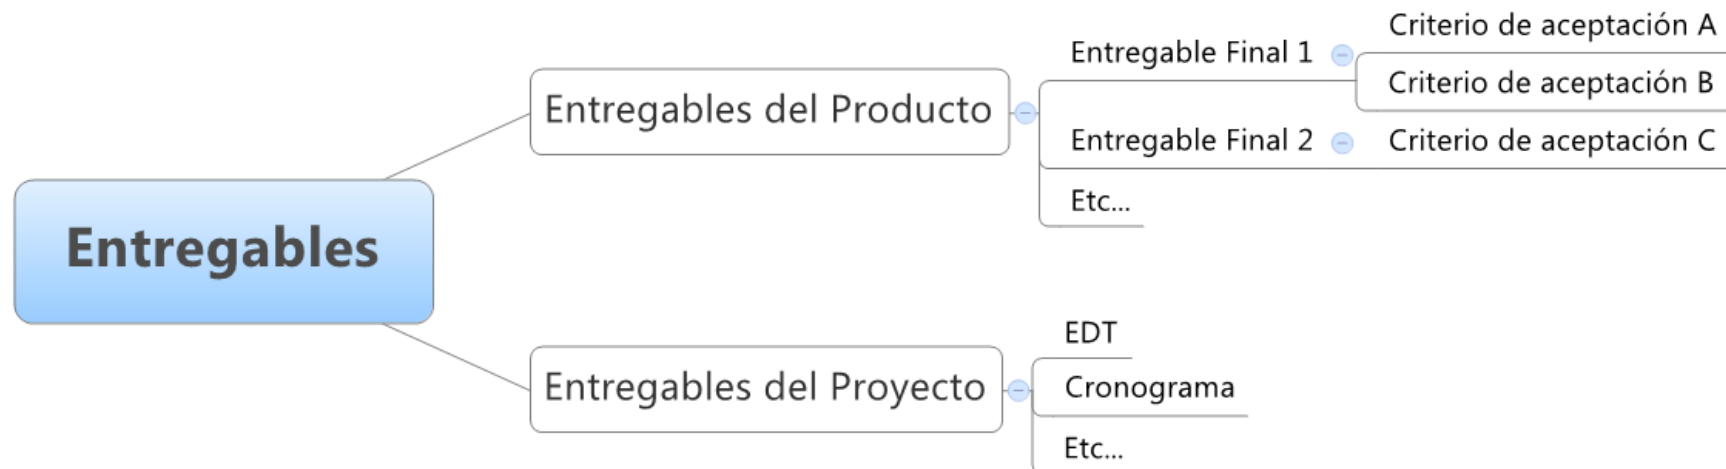 Entregables
Entregables del Producto
Entregable Final 1
Criterio de aceptación A
Criterio de aceptación B
Entregable Final 2
Criterio de aceptación C
Etc...
Entregables del Proyecto
EDT
Cronograma
Etc...